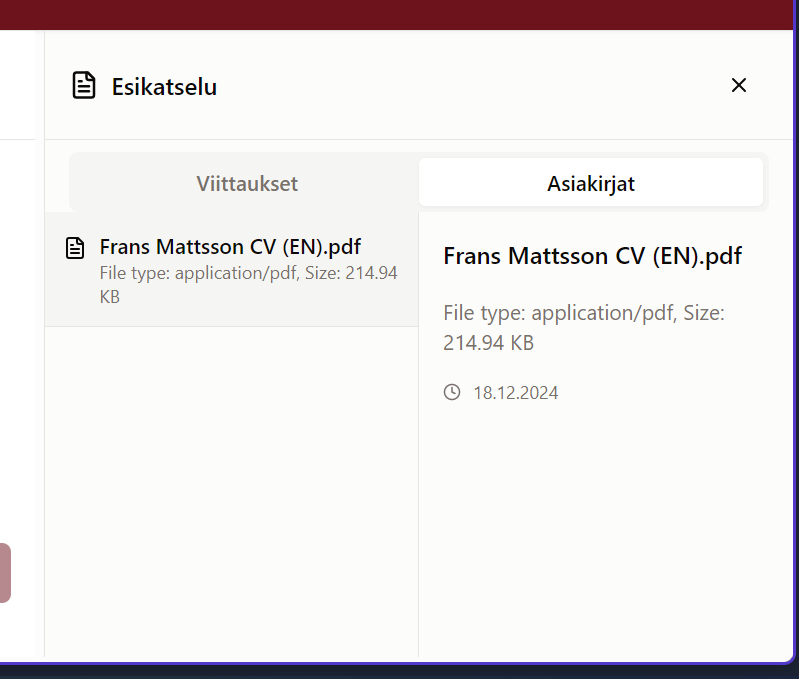 Esikatselu
Viittaukset
Asiakirjat
Frans Mattsson CV (EN).pdf
File type: application/pdf, Size: 214.94
KB
Frans Mattsson CV (EN).pdf
File type: application/pdf, Size:
214.94 KB
18.12.2024